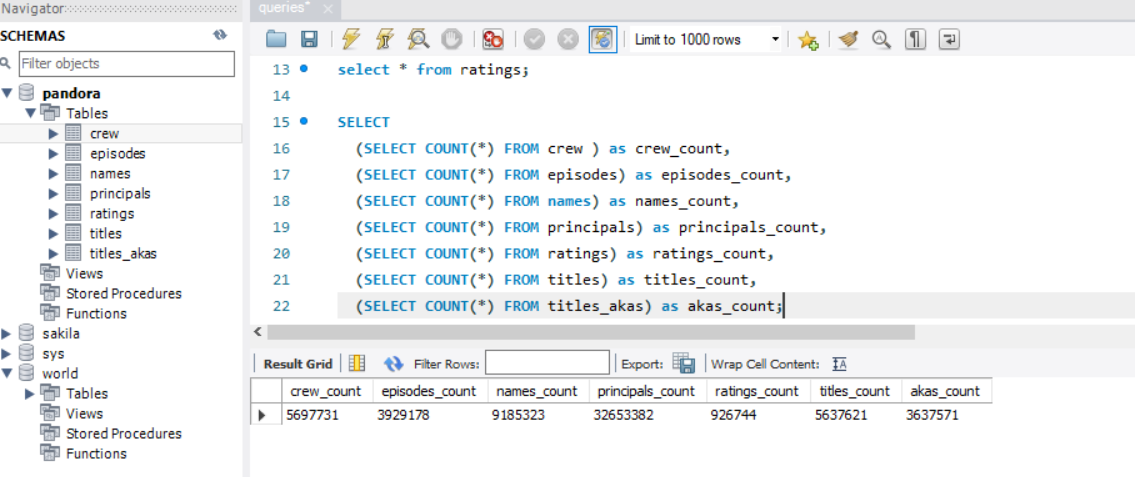 Navigator
SCHEMAS
Filter objects
pandora
Tables
crew
episodes
names
principals
ratings
titles
titles_akas
Views
Stored Procedures
Functions
sakila
sys
world
Tables
Views
Stored Procedures
Functions
queries*
Limit to 1000 rows
13 select * from ratings;
14
15 SELECT
16 (SELECT COUNT(*) FROM crew ) as crew_count,
17 (SELECT COUNT(*) FROM episodes) as episodes_count,
18 (SELECT COUNT(*) FROM names) as names_count,
19 (SELECT COUNT(*) FROM principals) as principals_count,
20 (SELECT COUNT(*) FROM ratings) as ratings_count,
21 (SELECT COUNT(*) FROM titles) as titles_count,
22 (SELECT COUNT(*) FROM titles_akas) as akas_count;
Result Grid Filter Rows: Export: Wrap Cell Content:
crew_count episodes_count names_count principals_count ratings_count titles_count akas_count
5697731 3929178 9185323 32653382 926744 5637621 3637571